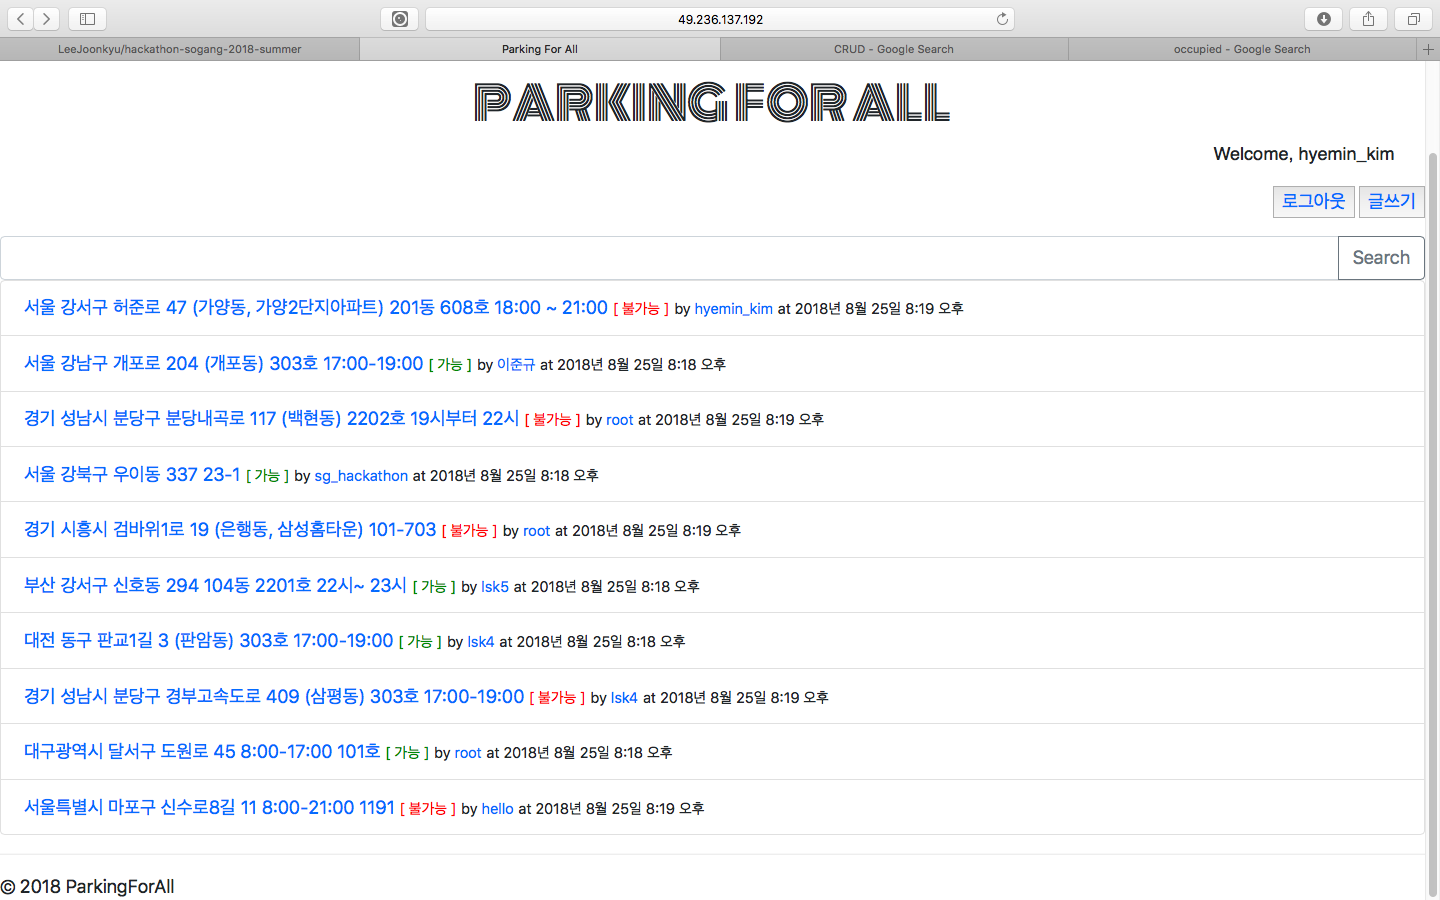 49.236.137.192
LeeJoonkyu/hackathon-sogang-2018-summer
Parking For All
CRUD - Google Search
occupied - Google Search
PARKING FOR ALL
Welcome, hyemin_kim
로그아웃 글쓰기
Search
서울 강서구 허준로 47 (가양동, 가양2단지아파트) 201동 608호 18:00 ~ 21:00 [ 불가능 ] by hyemin_kim at 2018년 8월 25일 8:19 오후
서울 강남구 개포로 204 (개포동) 303호 17:00-19:00 [ 가능 ] by 이준규 at 2018년 8월 25일 8:18 오후
경기 성남시 분당구 분당내곡로 117 (백현동) 2202호 19시부터 22시 [ 불가능 ] by root at 2018년 8월 25일 8:19 오후
서울 강북구 우이동 337 23-1 [ 가능 ] by sg_hackathon at 2018년 8월 25일 8:18 오후
경기 시흥시 검바위1로 19 (은행동, 삼성홈타운) 101-703 [ 불가능 ] by root at 2018년 8월 25일 8:19 오후
부산 강서구 신호동 294 104동 2201호 22시~ 23시 [ 가능 ] by lsk5 at 2018년 8월 25일 8:18 오후
대전 동구 판교1길 3 (판암동) 303호 17:00-19:00 [ 가능 ] by lsk4 at 2018년 8월 25일 8:18 오후
경기 성남시 분당구 경부고속도로 409 (삼평동) 303호 17:00-19:00 [ 불가능 ] by lsk4 at 2018년 8월 25일 8:19 오후
대구광역시 달서구 도원로 45 8:00-17:00 101호 [ 가능 ] by root at 2018년 8월 25일 8:18 오후
서울특별시 마포구 신수로8길 11 8:00-21:00 1191 [ 불가능 ] by hello at 2018년 8월 25일 8:19 오후
© 2018 ParkingForAll